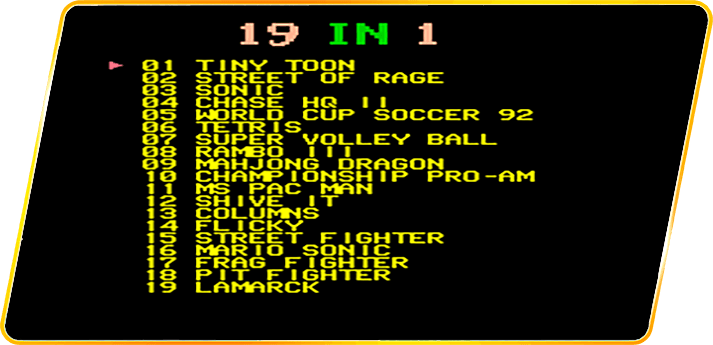 19 IN 1
01 TINY TOON
02 STREET OF RAGE
03 SONIC
04 CHASE HQ II
05 WORLD CUP SOCCER 92
06 TETRIS
07 SUPER VOLLEY BALL
08 RAMBO III
09 MAHJONG DRAGON
10 CHAMPIONSHIP PRO-AM
11 MS PAC MAN
12 SHIVE IT
13 COLUMNS
14 FLICKY
15 STREET FIGHTER
16 MARIO SONIC
17 FRAG FIGHTER
18 PIT FIGHTER
19 LAMARCK